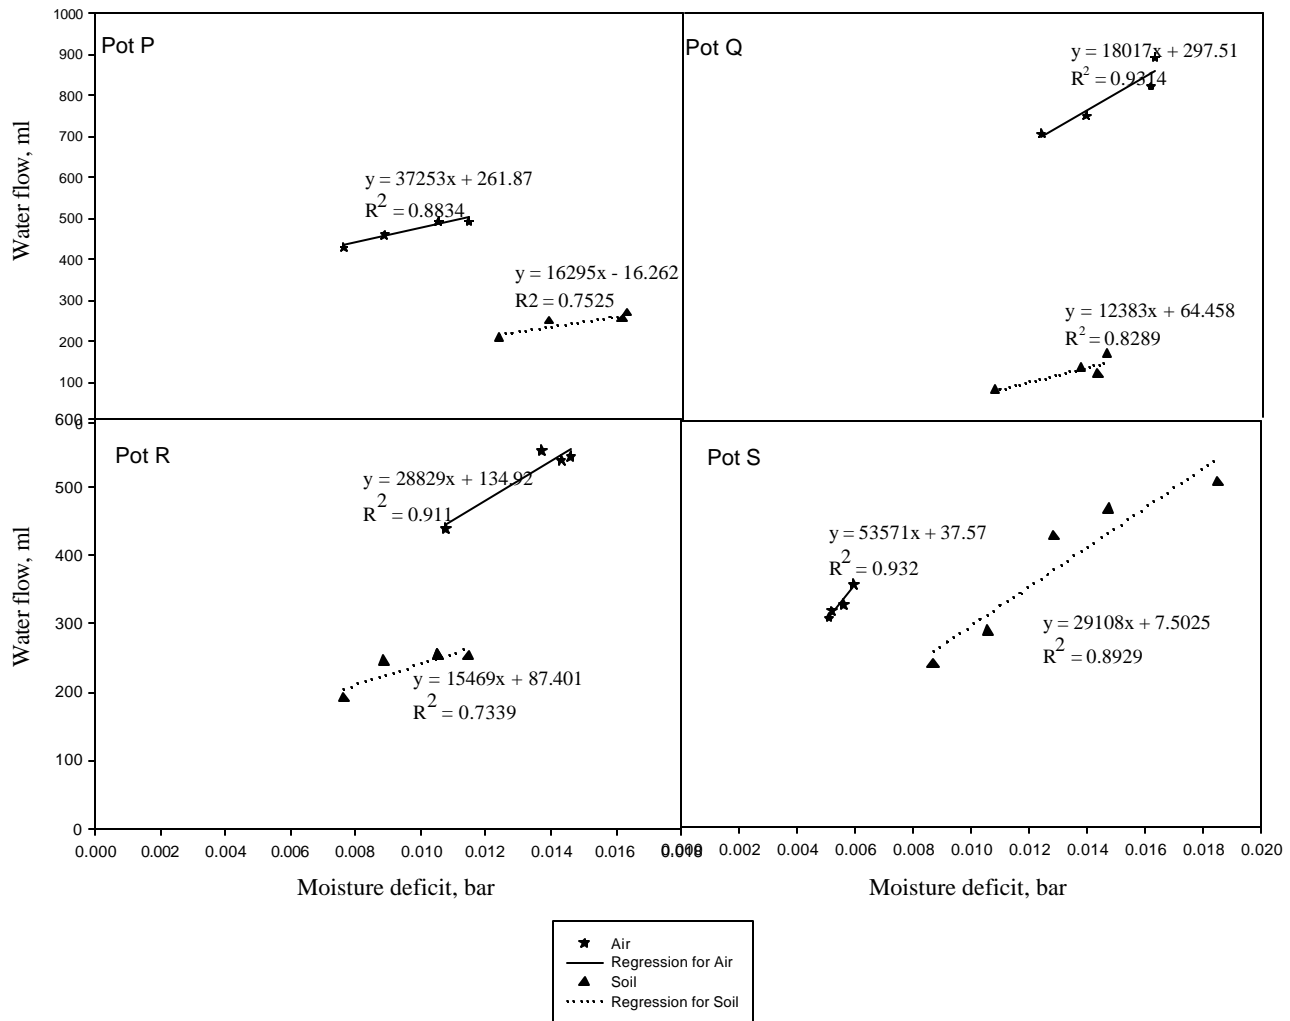 1000
900
800
700
600
500
400
300
200
100
0
Water flow, ml
Pot P
y = 37253x + 261.87
R2 = 0.8834
y = 16295x - 16.262
R2 = 0.7525
Pot Q
y = 18017x + 297.51
R2 = 0.9314
y = 12383x + 64.458
R2 = 0.8289
600
500
400
300
200
100
0
Water flow, ml
Pot R
y = 28829x + 134.92
R2 = 0.911
y = 15469x + 87.401
R2 = 0.7339
Pot S
y = 53571x + 37.57
R2 = 0.932
y = 29108x + 7.5025
R2 = 0.8929
0.000 0.002 0.004 0.006 0.008 0.010 0.012 0.014 0.016 0.018
0.000 0.002 0.004 0.006 0.008 0.010 0.012 0.014 0.016 0.018 0.020
Moisture deficit, bar
Moisture deficit, bar
Air
Regression for Air
Soil
Regression for Soil